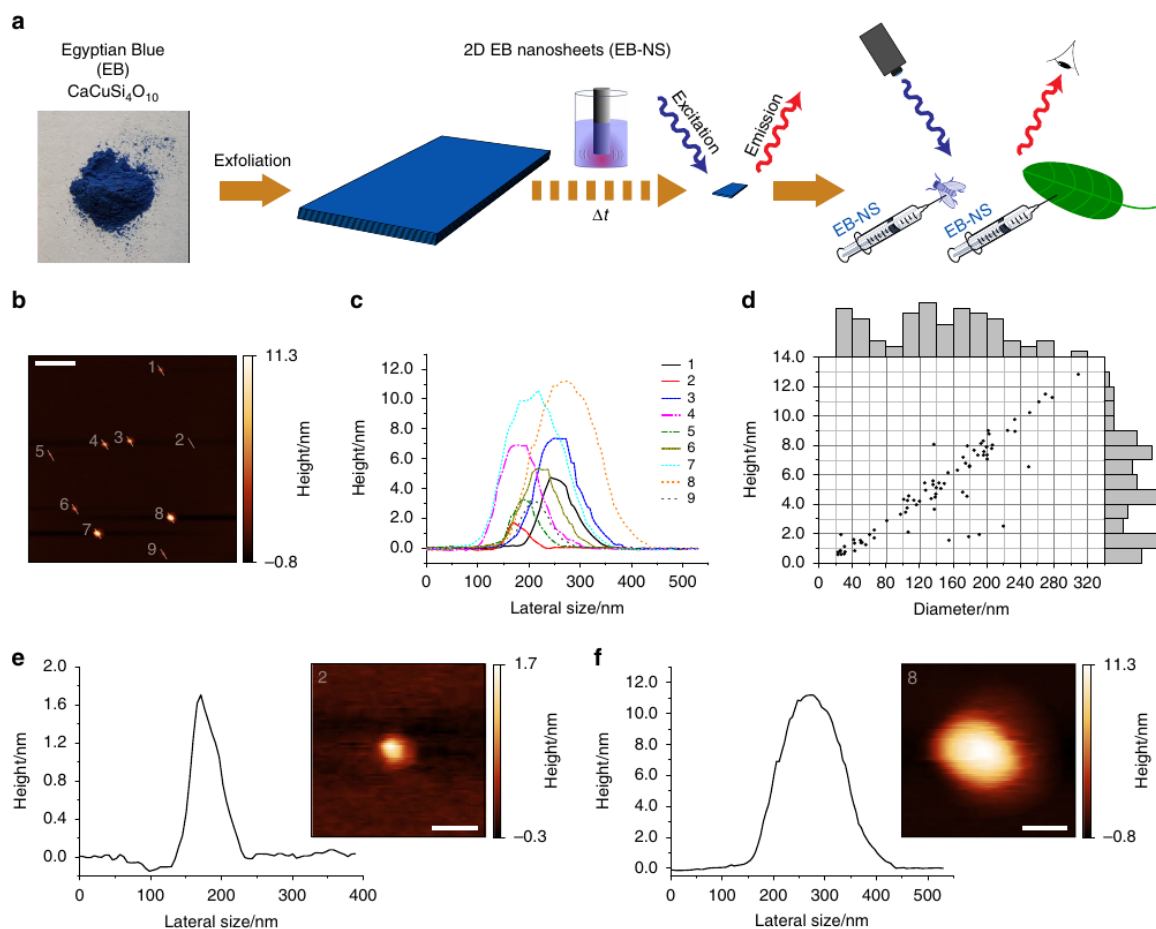 a
Egyptian Blue
(EB)
CaCuSi4O10
2D EB nanosheets (EB-NS)
Exfoliation
Δt
Excitation
Emission
EB-NS
EB-NS
b
11.3
Height/nm
–0.8
1
2
3
4
5
6
7
8
9
c
Height/nm
12.0
10.0
8.0
6.0
4.0
2.0
0.0
0 100 200 300 400 500
Lateral size/nm
1
2
3
4
5
6
7
8
9
d
Height/nm
14.0
12.0
10.0
8.0
6.0
4.0
2.0
0.0
0 40 80 120 160 200 240 280 320
Diameter/nm
e
Height/nm
2.0
1.6
1.2
0.8
0.4
0.0
0 100 200 300 400
Lateral size/nm
2
1.7
Height/nm
–0.3
f
Height/nm
12.0
10.0
8.0
6.0
4.0
2.0
0.0
0 100 200 300 400 500
Lateral size/nm
8
11.3
Height/nm
–0.8